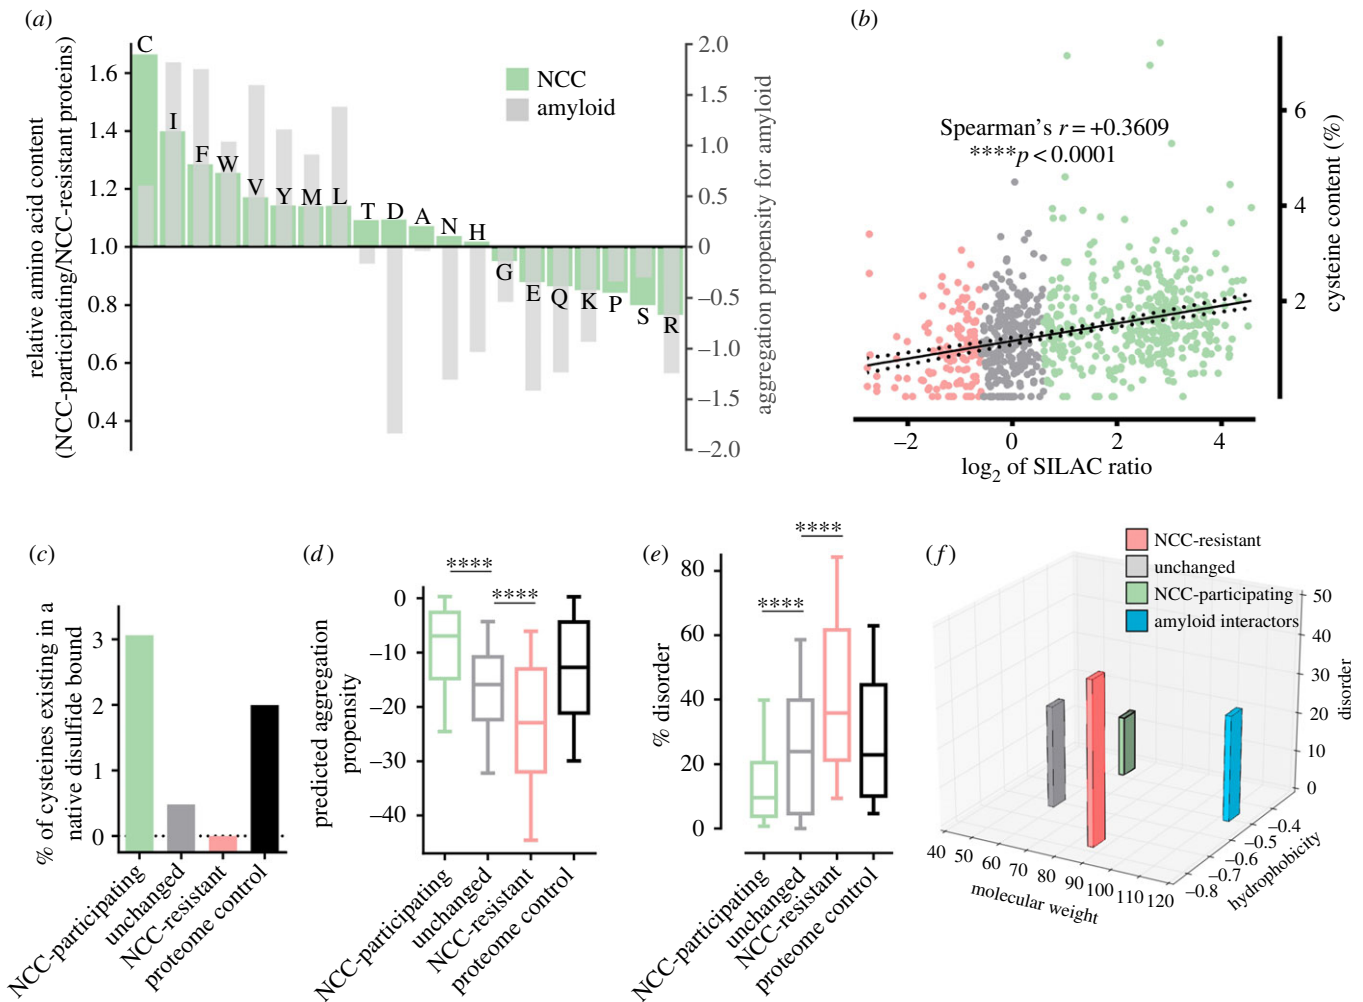 (a)
relative amino acid content
(NCC-participating/NCC-resistant proteins)
1.6
1.4
1.2
1.0
0.8
0.6
0.4
C
I
F
W
V
Y
M
L
T
D
A
N
H
G
E
Q
K
P
S
R
NCC
amyloid
2.0
1.5
1.0
0.5
0
–0.5
–1.0
–1.5
–2.0
aggregation propensity for amyloid
(b)
Spearman's r = +0.3609
****p < 0.0001
6
4
2
cysteine content (%)
–2
0
2
4
log2 of SILAC ratio
(c)
% of cysteines existing in a
native disulfide bound
3
2
1
0
NCC-participating
unchanged
NCC-resistant
proteome control
(d)
predicted aggregation
propensity
0
–10
–20
–30
–40
****
****
NCC-participating
unchanged
NCC-resistant
proteome control
(e)
% disorder
80
60
40
20
0
****
****
NCC-participating
unchanged
NCC-resistant
proteome control
(f)
NCC-resistant
unchanged
NCC-participating
amyloid interactors
50
40
30
20
10
0
disorder
40 50 60 70 80 90 100 110 120
molecular weight
–0.4
–0.5
–0.6
–0.7
–0.8
hydrophobicity